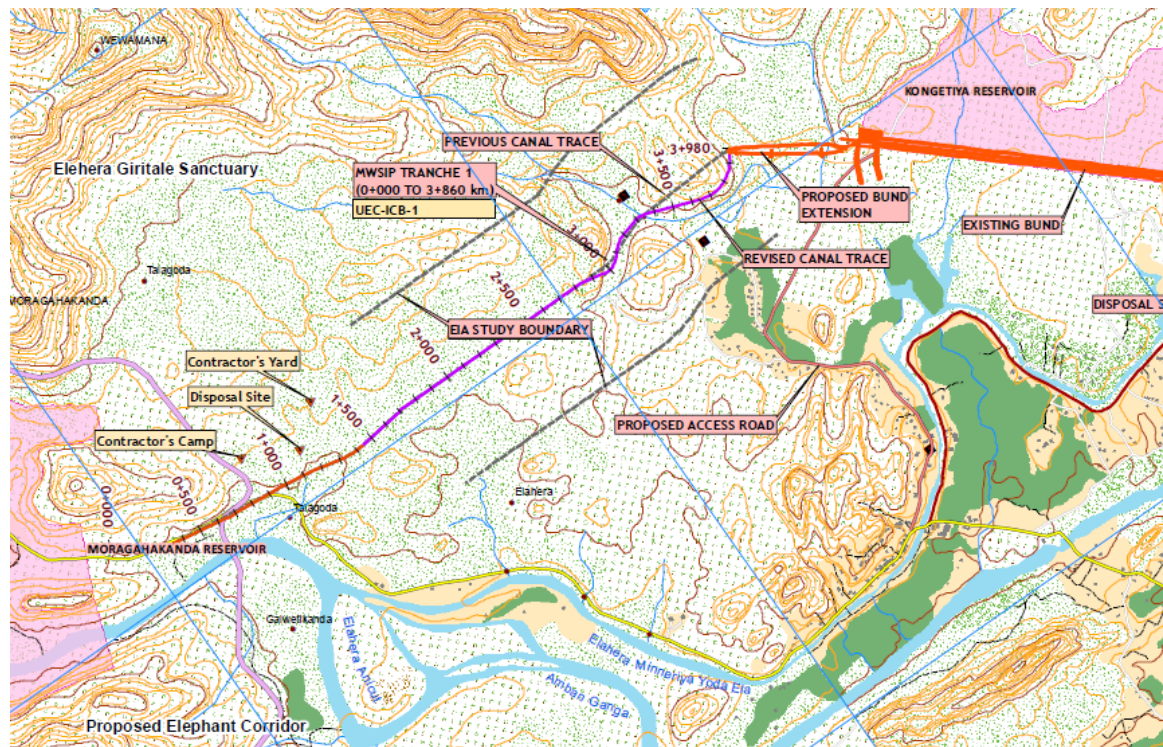 WEWAMANA
KONGETIYA RESERVOIR
PREVIOUS CANAL TRACE
3+980
3+500
Elehera Giritale Sanctuary
MWSIP TRANCHE 1
(0+000 TO 3+860 km)
UEC-ICB-1
PROPOSED BUND
EXTENSION
EXISTING BUND
3+000
REVISED CANAL TRACE
Talagoda
2+500
MORAGAHAKANDA
DISPOSAL S
EIA STUDY BOUNDARY
2+000
Contractor's Yard
Disposal Site
1+500
PROPOSED ACCESS ROAD
Contractor's Camp
1+000
0+500
0+000
Elahera
Talagoda
MORAGAHAKANDA RESERVOIR
Galwetikanda
Elahera Anicut
Elahera Minneriya Yoda Ela
Amban Ganga
Proposed Elephant Corridor